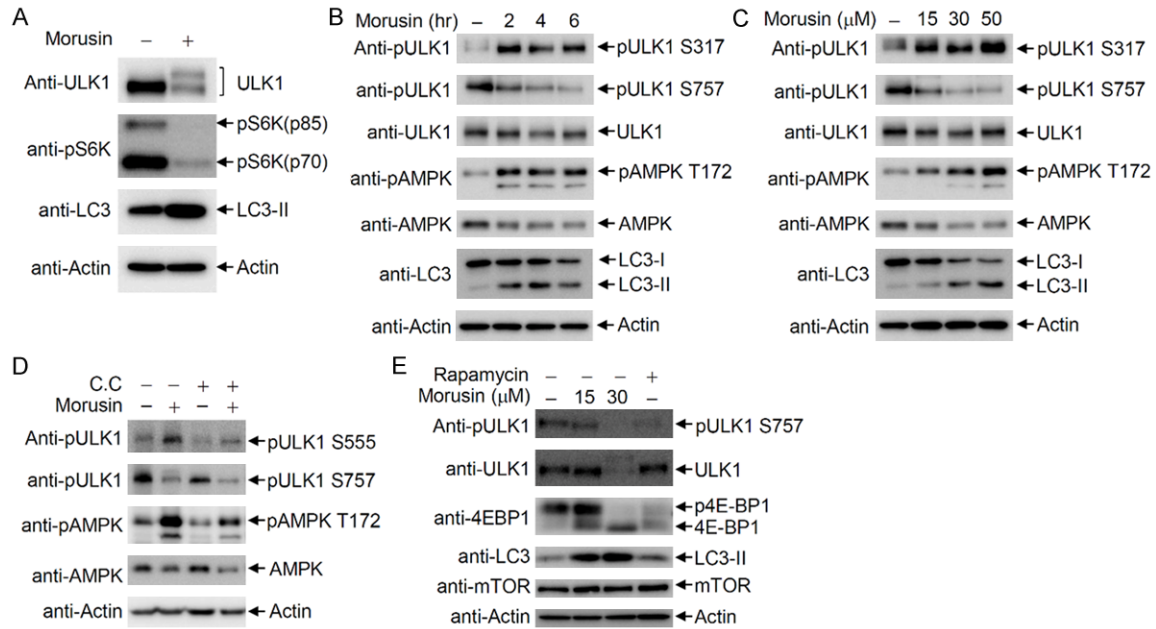 A
Morusin – +
Anti-ULK1 ULK1
pS6K(p85)
anti-pS6K
pS6K(p70)
anti-LC3 LC3-II
anti-Actin Actin
B
Morusin (hr) – 2 4 6
Anti-pULK1 pULK1 S317
anti-pULK1 pULK1 S757
anti-ULK1 ULK1
anti-pAMPK pAMPK T172
anti-AMPK AMPK
anti-LC3 LC3-I
LC3-II
anti-Actin Actin
C
Morusin (μM) – 15 30 50
Anti-pULK1 pULK1 S317
anti-pULK1 pULK1 S757
anti-ULK1 ULK1
anti-pAMPK pAMPK T172
anti-AMPK AMPK
anti-LC3 LC3-I
LC3-II
anti-Actin Actin
D
C.C – – + +
Morusin – + – +
Anti-pULK1 pULK1 S555
anti-pULK1 pULK1 S757
anti-pAMPK pAMPK T172
anti-AMPK AMPK
anti-Actin Actin
E
Rapamycin – – – +
Morusin (μM) – 15 30 –
Anti-pULK1 pULK1 S757
anti-ULK1 ULK1
anti-4EBP1 p4E-BP1
4E-BP1
anti-LC3 LC3-II
anti-mTOR mTOR
anti-Actin Actin